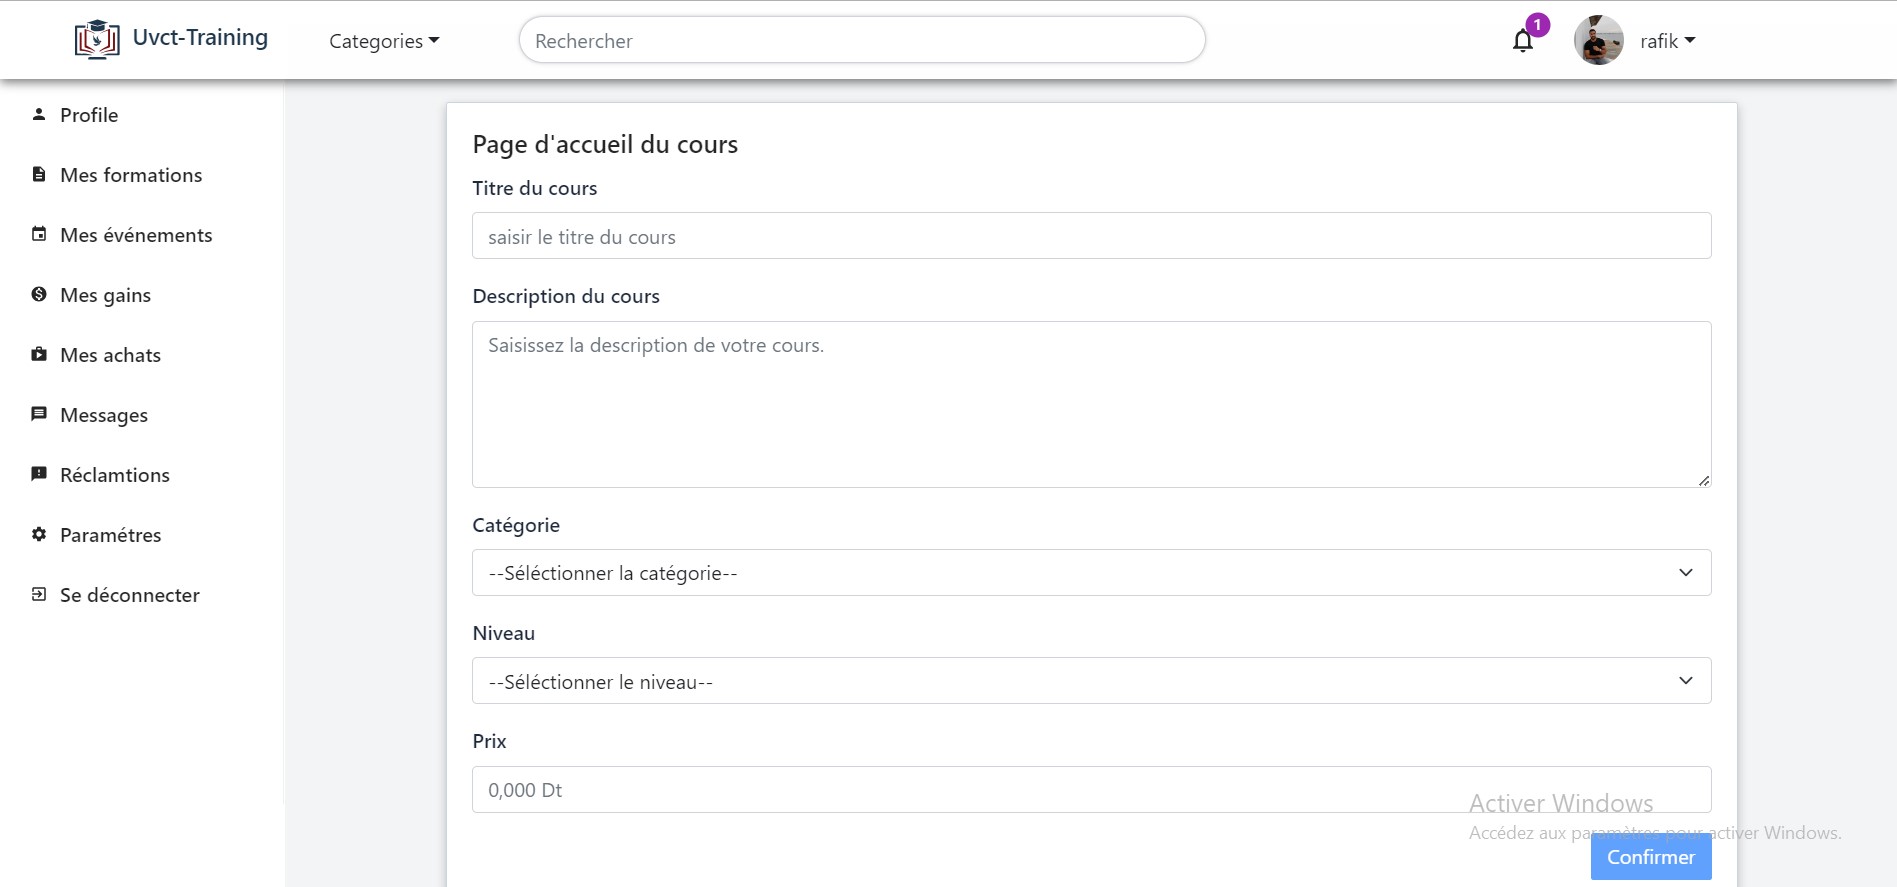 Uvct-Training
Categories
Rechercher
1
rafik
Profile
Mes formations
Mes événements
Mes gains
Mes achats
Messages
Réclamtions
Paramétres
Se déconnecter
Page d'accueil du cours
Titre du cours
saisir le titre du cours
Description du cours
Saisissez la description de votre cours.
Catégorie
--Séléctionner la catégorie--
Niveau
--Séléctionner le niveau--
Prix
0,000 Dt
Activer Windows
Accédez aux paramètres pour activer Windows.
Confirmer